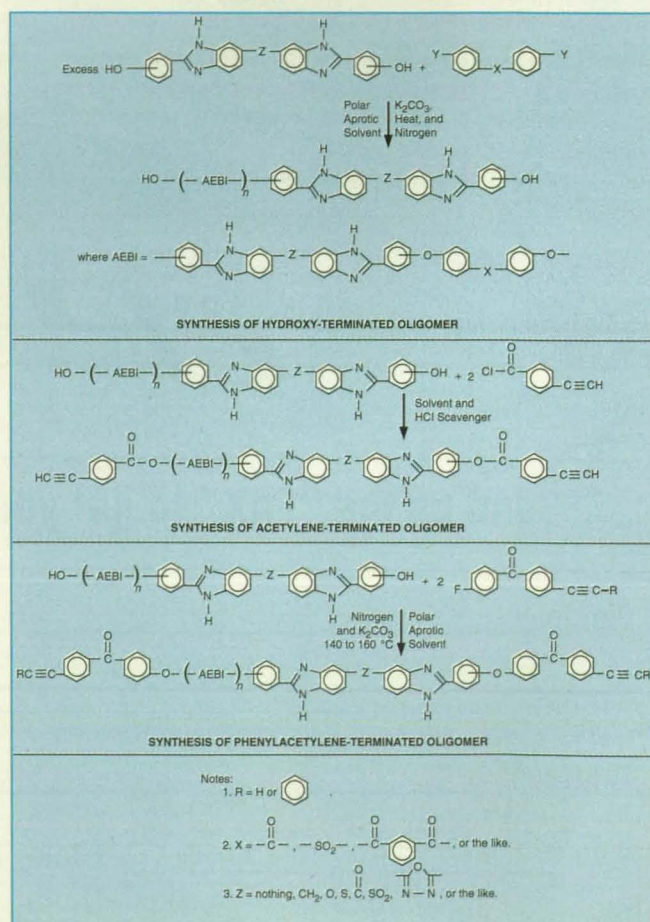 H H
Excess HO N N Z N N OH + Y X Y
Polar Aprotic Solvent
K₂CO₃, Heat, and Nitrogen
H H
HO — (— AEBI —)n N N Z N N OH
H H
where AEBI = — N N Z N N O X O —
SYNTHESIS OF HYDROXY-TERMINATED OLIGOMER
HO — (— AEBI —)n N N H Z N N H OH + 2 Cl C O C≡CH
Solvent and
HCl Scavenger
HC≡C O C — O — (— AEBI —)n N N H Z N N H O — C O C≡CH
SYNTHESIS OF ACETYLENE-TERMINATED OLIGOMER
HO — (— AEBI —)n N N H Z N N H OH + 2 F O C C≡C–R
Nitrogen and K₂CO₃ 140 to 160 °C
Polar Aprotic Solvent
RC≡C O C O — (— AEBI —)n N N H Z N N H O O C C≡CR
SYNTHESIS OF PHENYLACETYLENE-TERMINATED OLIGOMER
Notes:
1. R = H or .
2. X = — C O — , — SO₂ — , C O C O — , or the like.
3. Z = nothing, CH₂, O, S, C O , SO₂, O N — N , or the like.